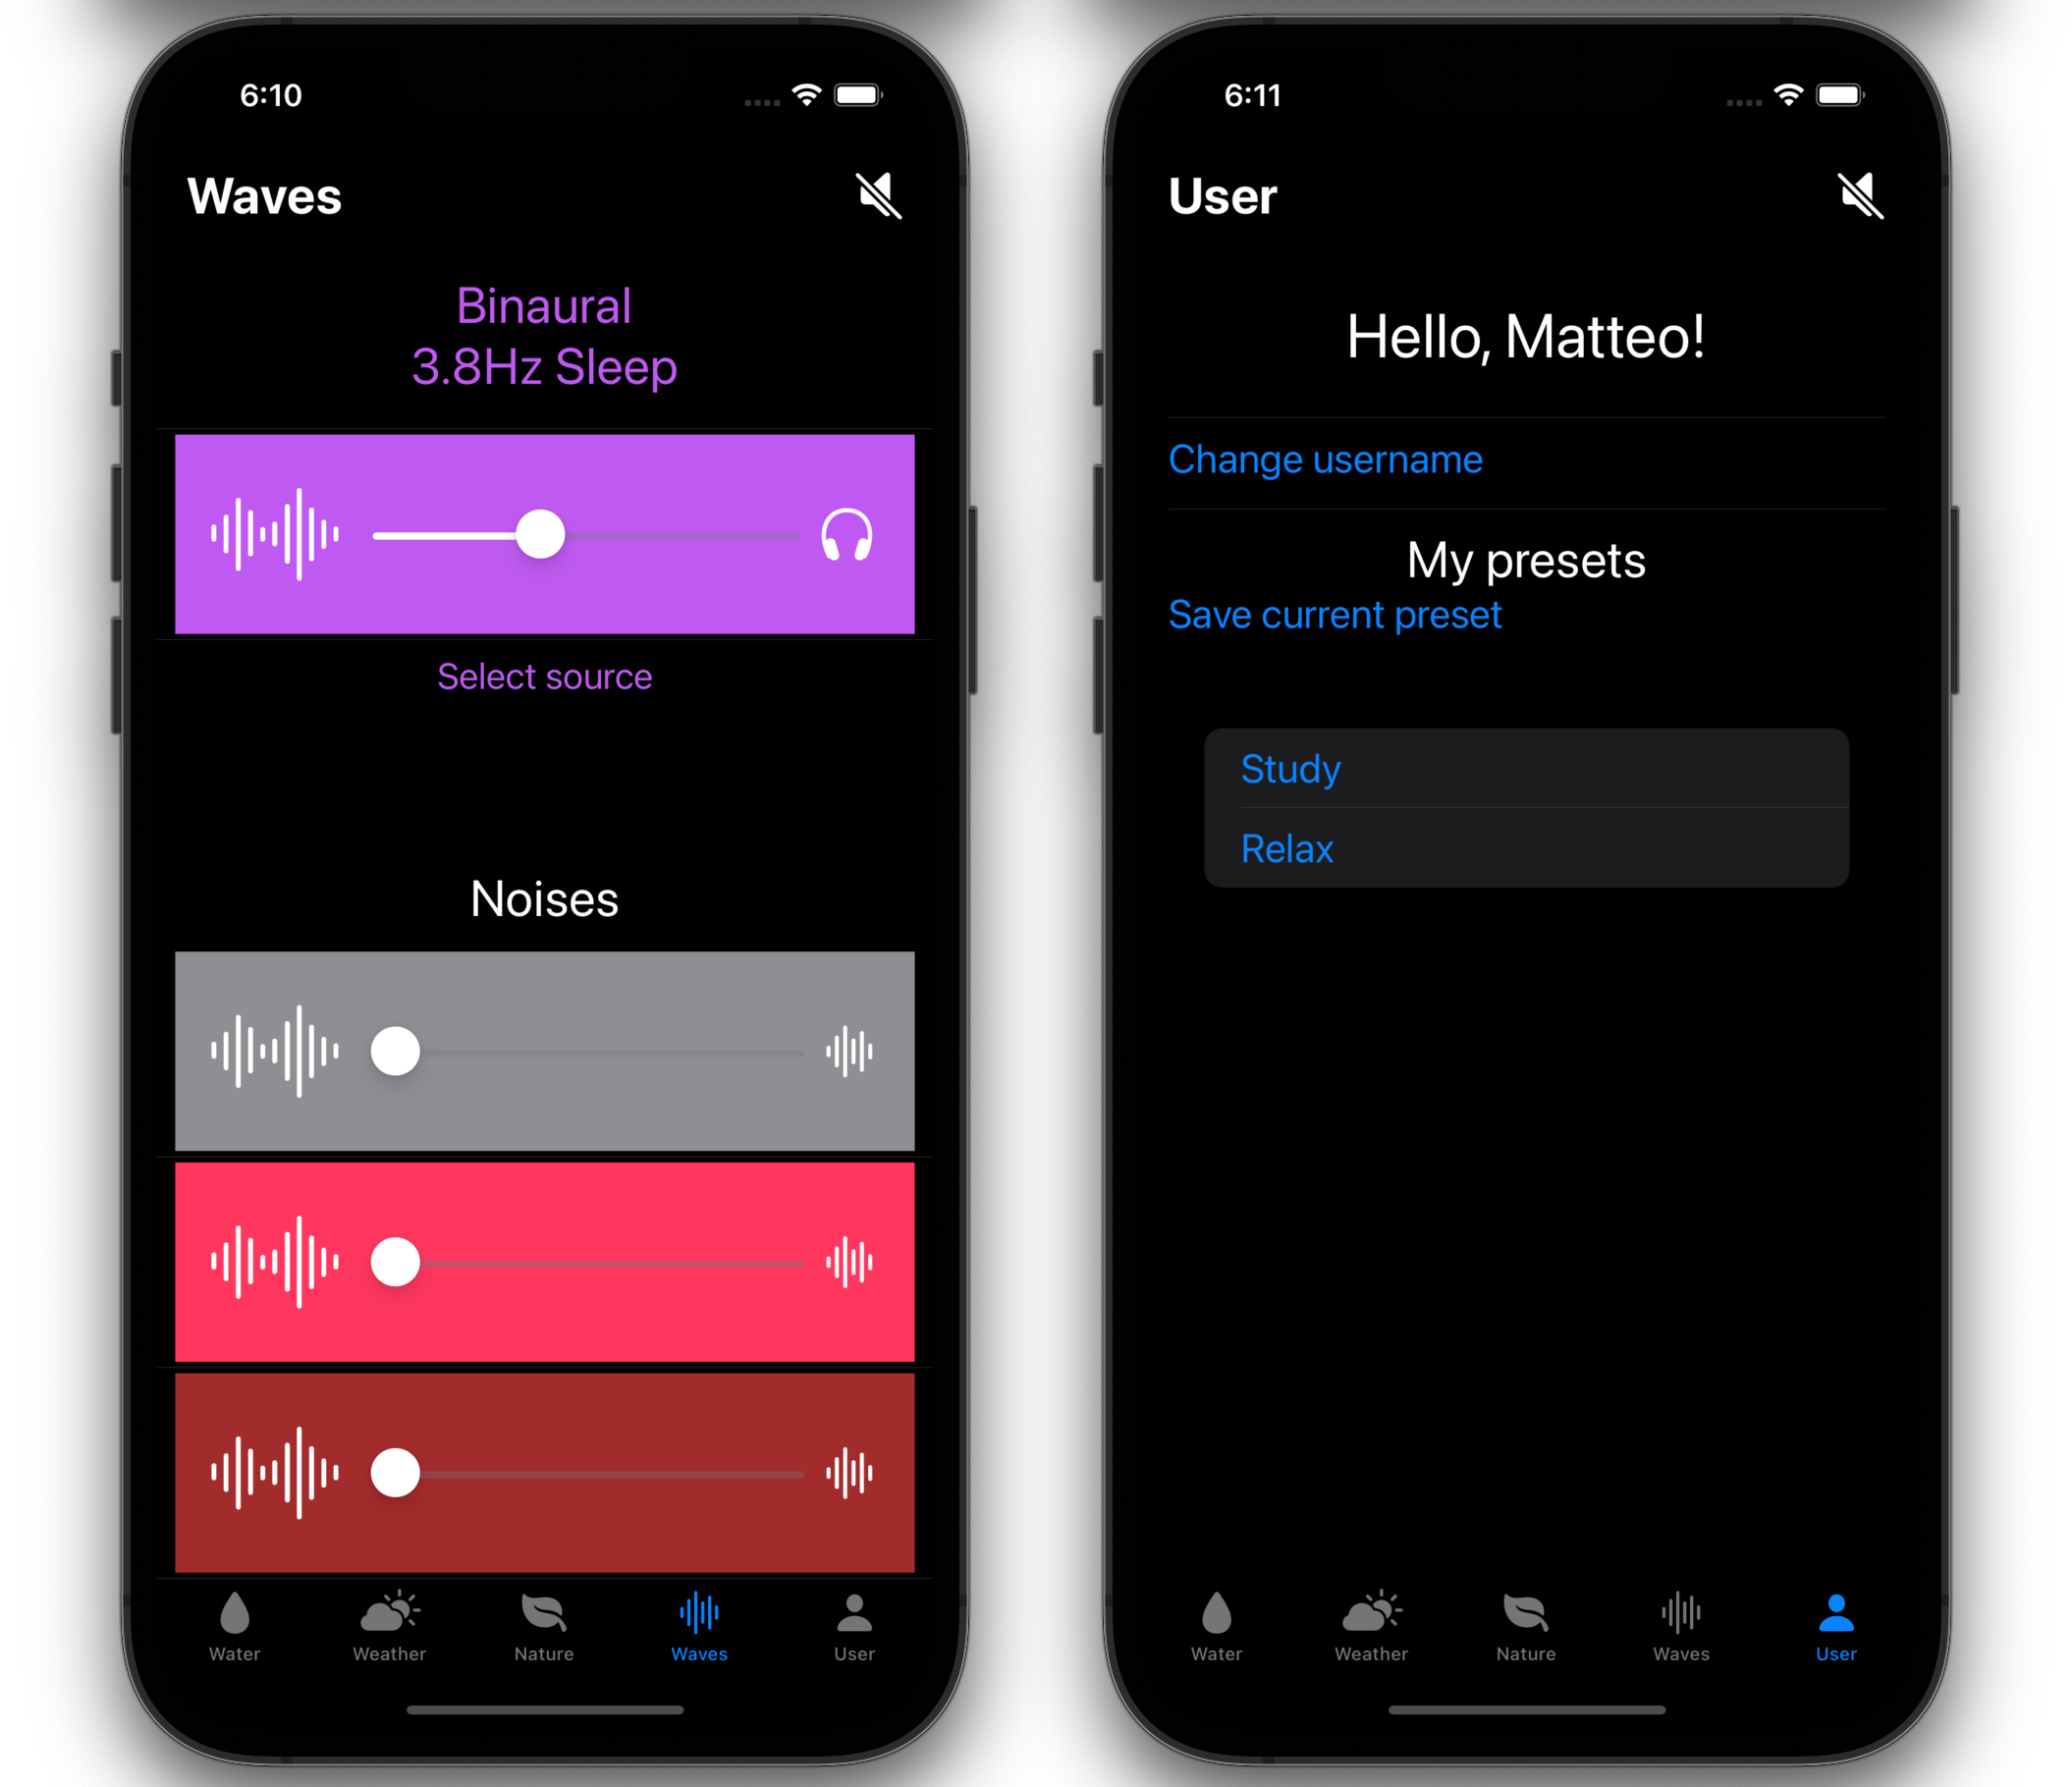 6:10
Waves
Binaural
3.8Hz Sleep
Select source
Noises
Water
Weather
Nature
Waves
User
6:11
User
Hello, Matteo!
Change username
My presets
Save current preset
Study
Relax
Water
Weather
Nature
Waves
User